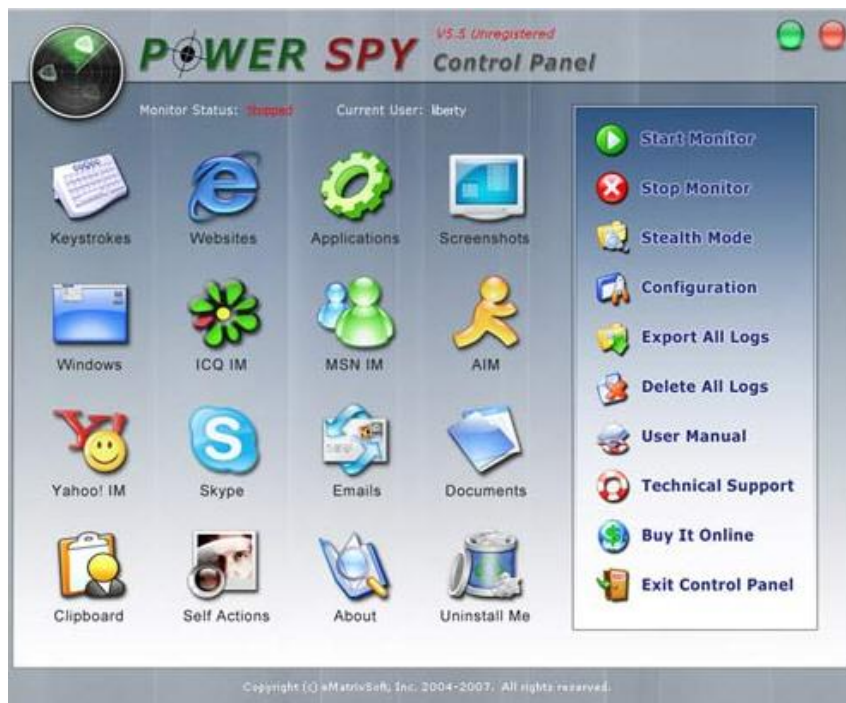 POWER SPY
V5.5 Unregistered
Control Panel
Monitor Status: Stopped Current User: liberty
Keystrokes Websites Applications Screenshots
Windows ICQ IM MSN IM AIM
Yahoo! IM Skype Emails Documents
Clipboard Self Actions About Uninstall Me
Start Monitor
Stop Monitor
Stealth Mode
Configuration
Export All Logs
Delete All Logs
User Manual
Technical Support
Buy It Online
Exit Control Panel
Copyright (c) eMatrixSoft, Inc. 2004-2007. All rights reserved.